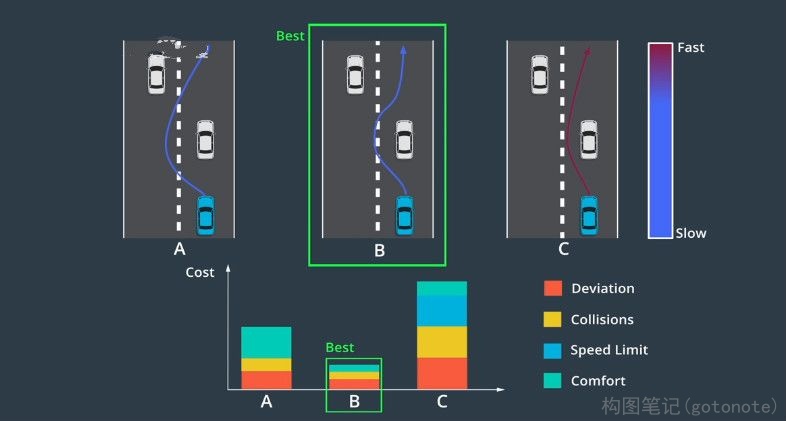 Best
Fast
Slow
A
B
C
Cost
Best
A
B
C
Deviation
Collisions
Speed Limit
Comfort
构图笔记(gotonote)